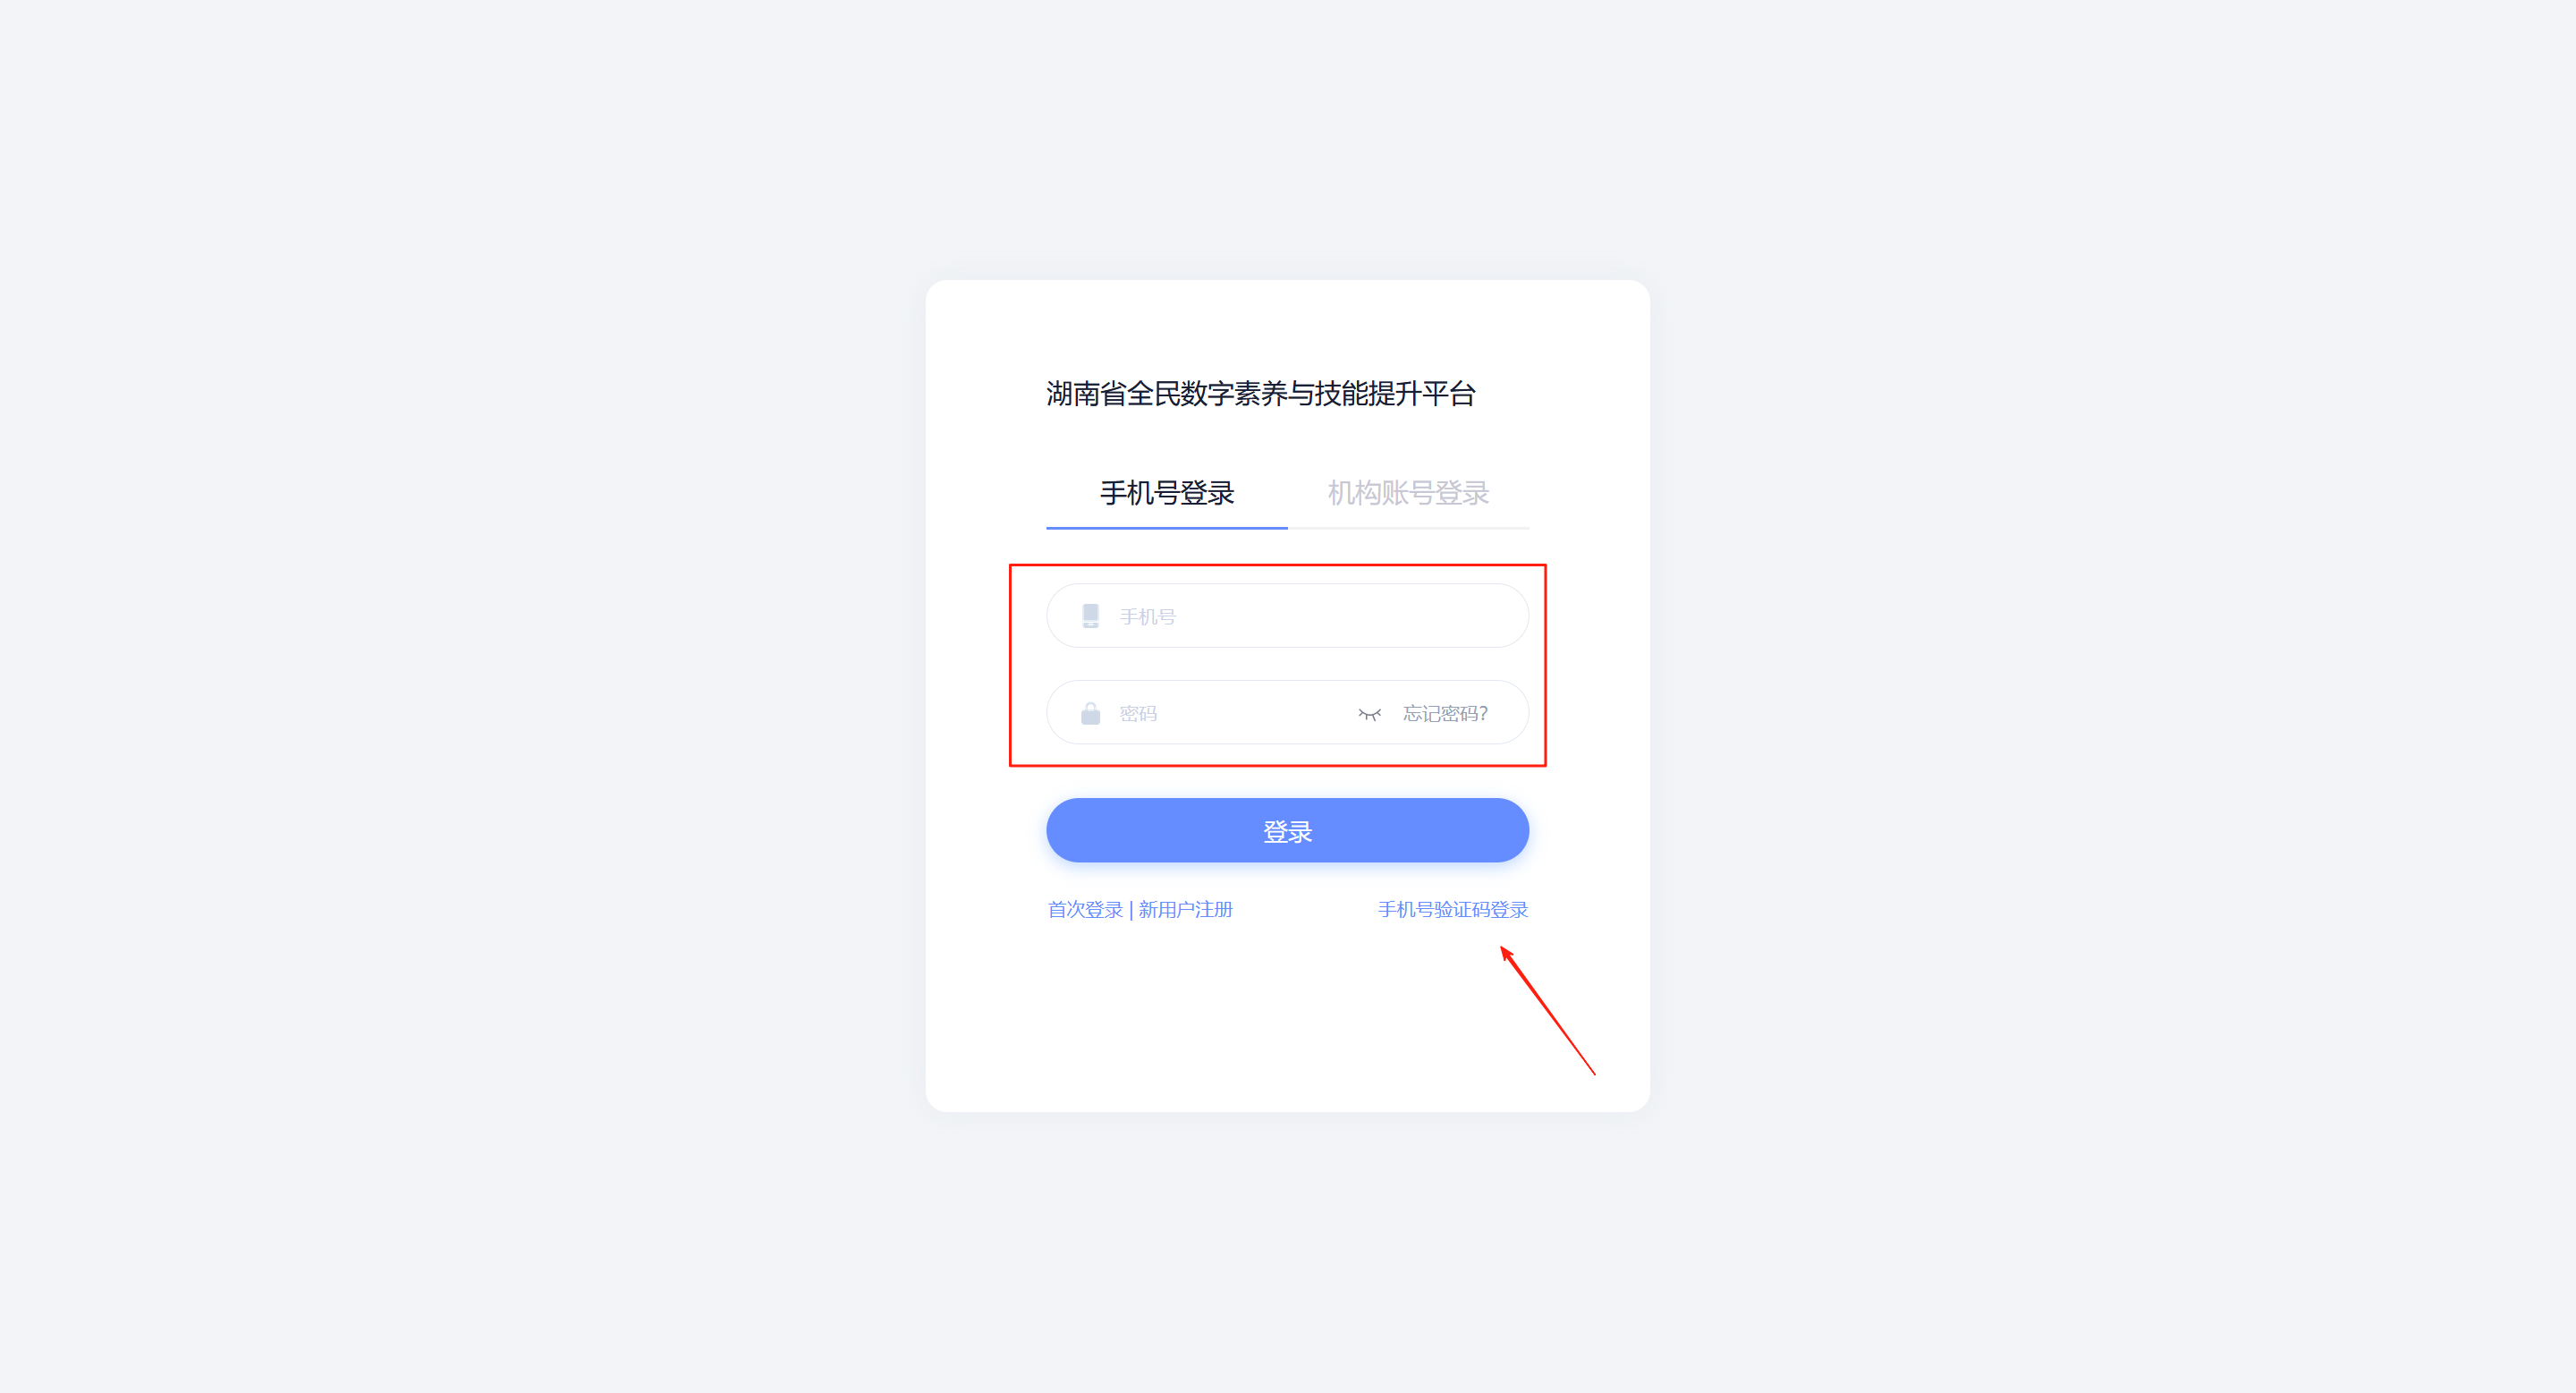 湖南省全民数字素养与技能提升平台
手机号登录 机构账号登录
手机号
密码 忘记密码?
登录
首次登录 | 新用户注册 手机号验证码登录